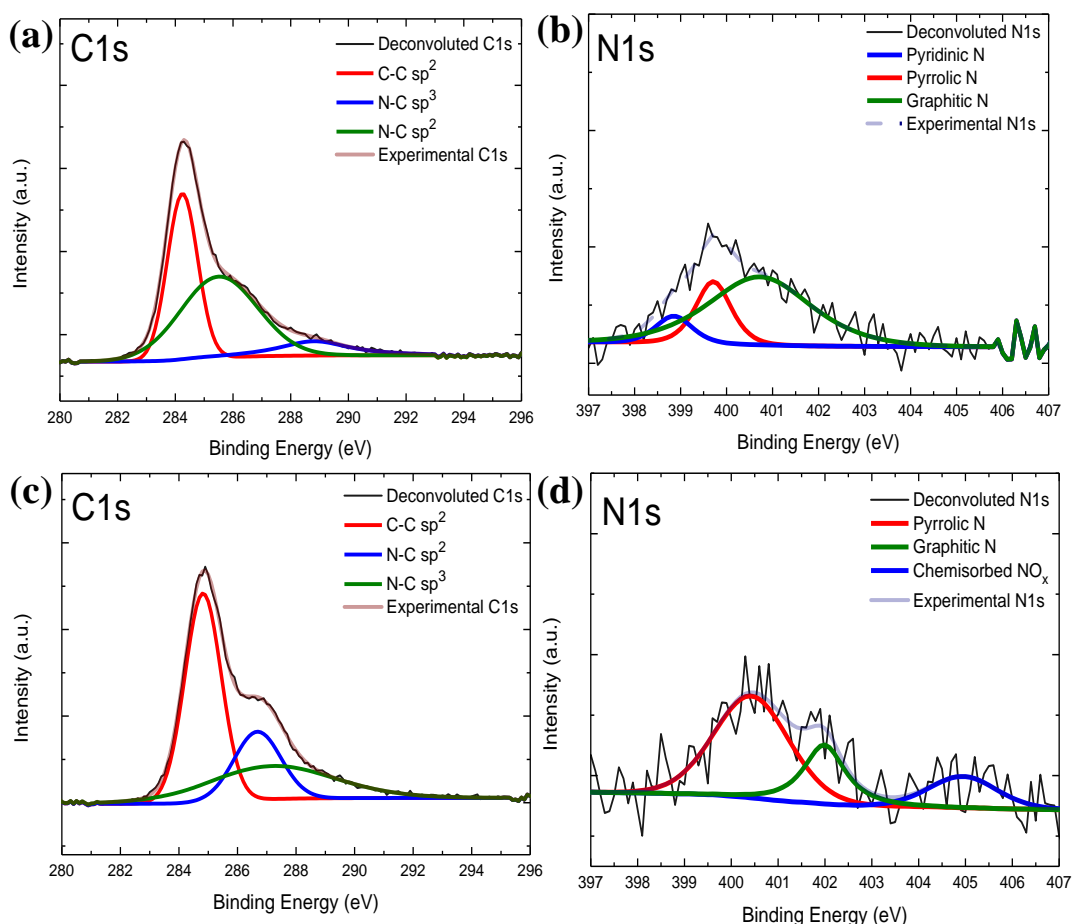 (a)
C1s
Deconvoluted C1s
C-C sp²
N-C sp³
N-C sp²
Experimental C1s
Intensity (a.u.)
280 282 284 286 288 290 292 294 296
Binding Energy (eV)
(b)
N1s
Deconvoluted N1s
Pyridinic N
Pyrrolic N
Graphitic N
Experimental N1s
Intensity (a.u.)
397 398 399 400 401 402 403 404 405 406 407
Binding Energy (eV)
(c)
C1s
Deconvoluted C1s
C-C sp²
N-C sp²
N-C sp³
Experimental C1s
Intensity (a.u.)
280 282 284 286 288 290 292 294 296
Binding Energy (eV)
(d)
N1s
Deconvoluted N1s
Pyrrolic N
Graphitic N
Chemisorbed NOₓ
Experimental N1s
Intensity (a.u.)
397 398 399 400 401 402 403 404 405 406 407
Binding Energy (eV)